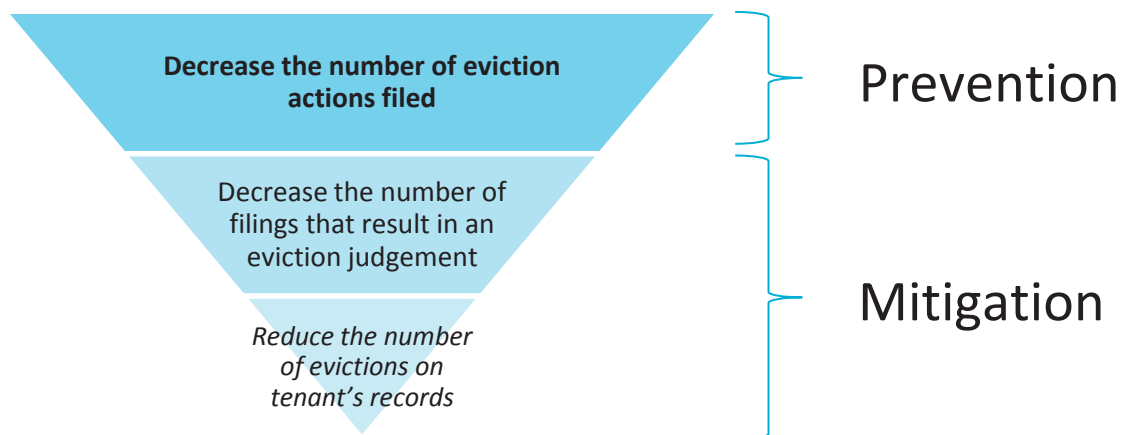 Decrease the number of eviction
actions filed
Prevention
Decrease the number of
filings that result in an
eviction judgement
Mitigation
Reduce the number
of evictions on
tenant’s records